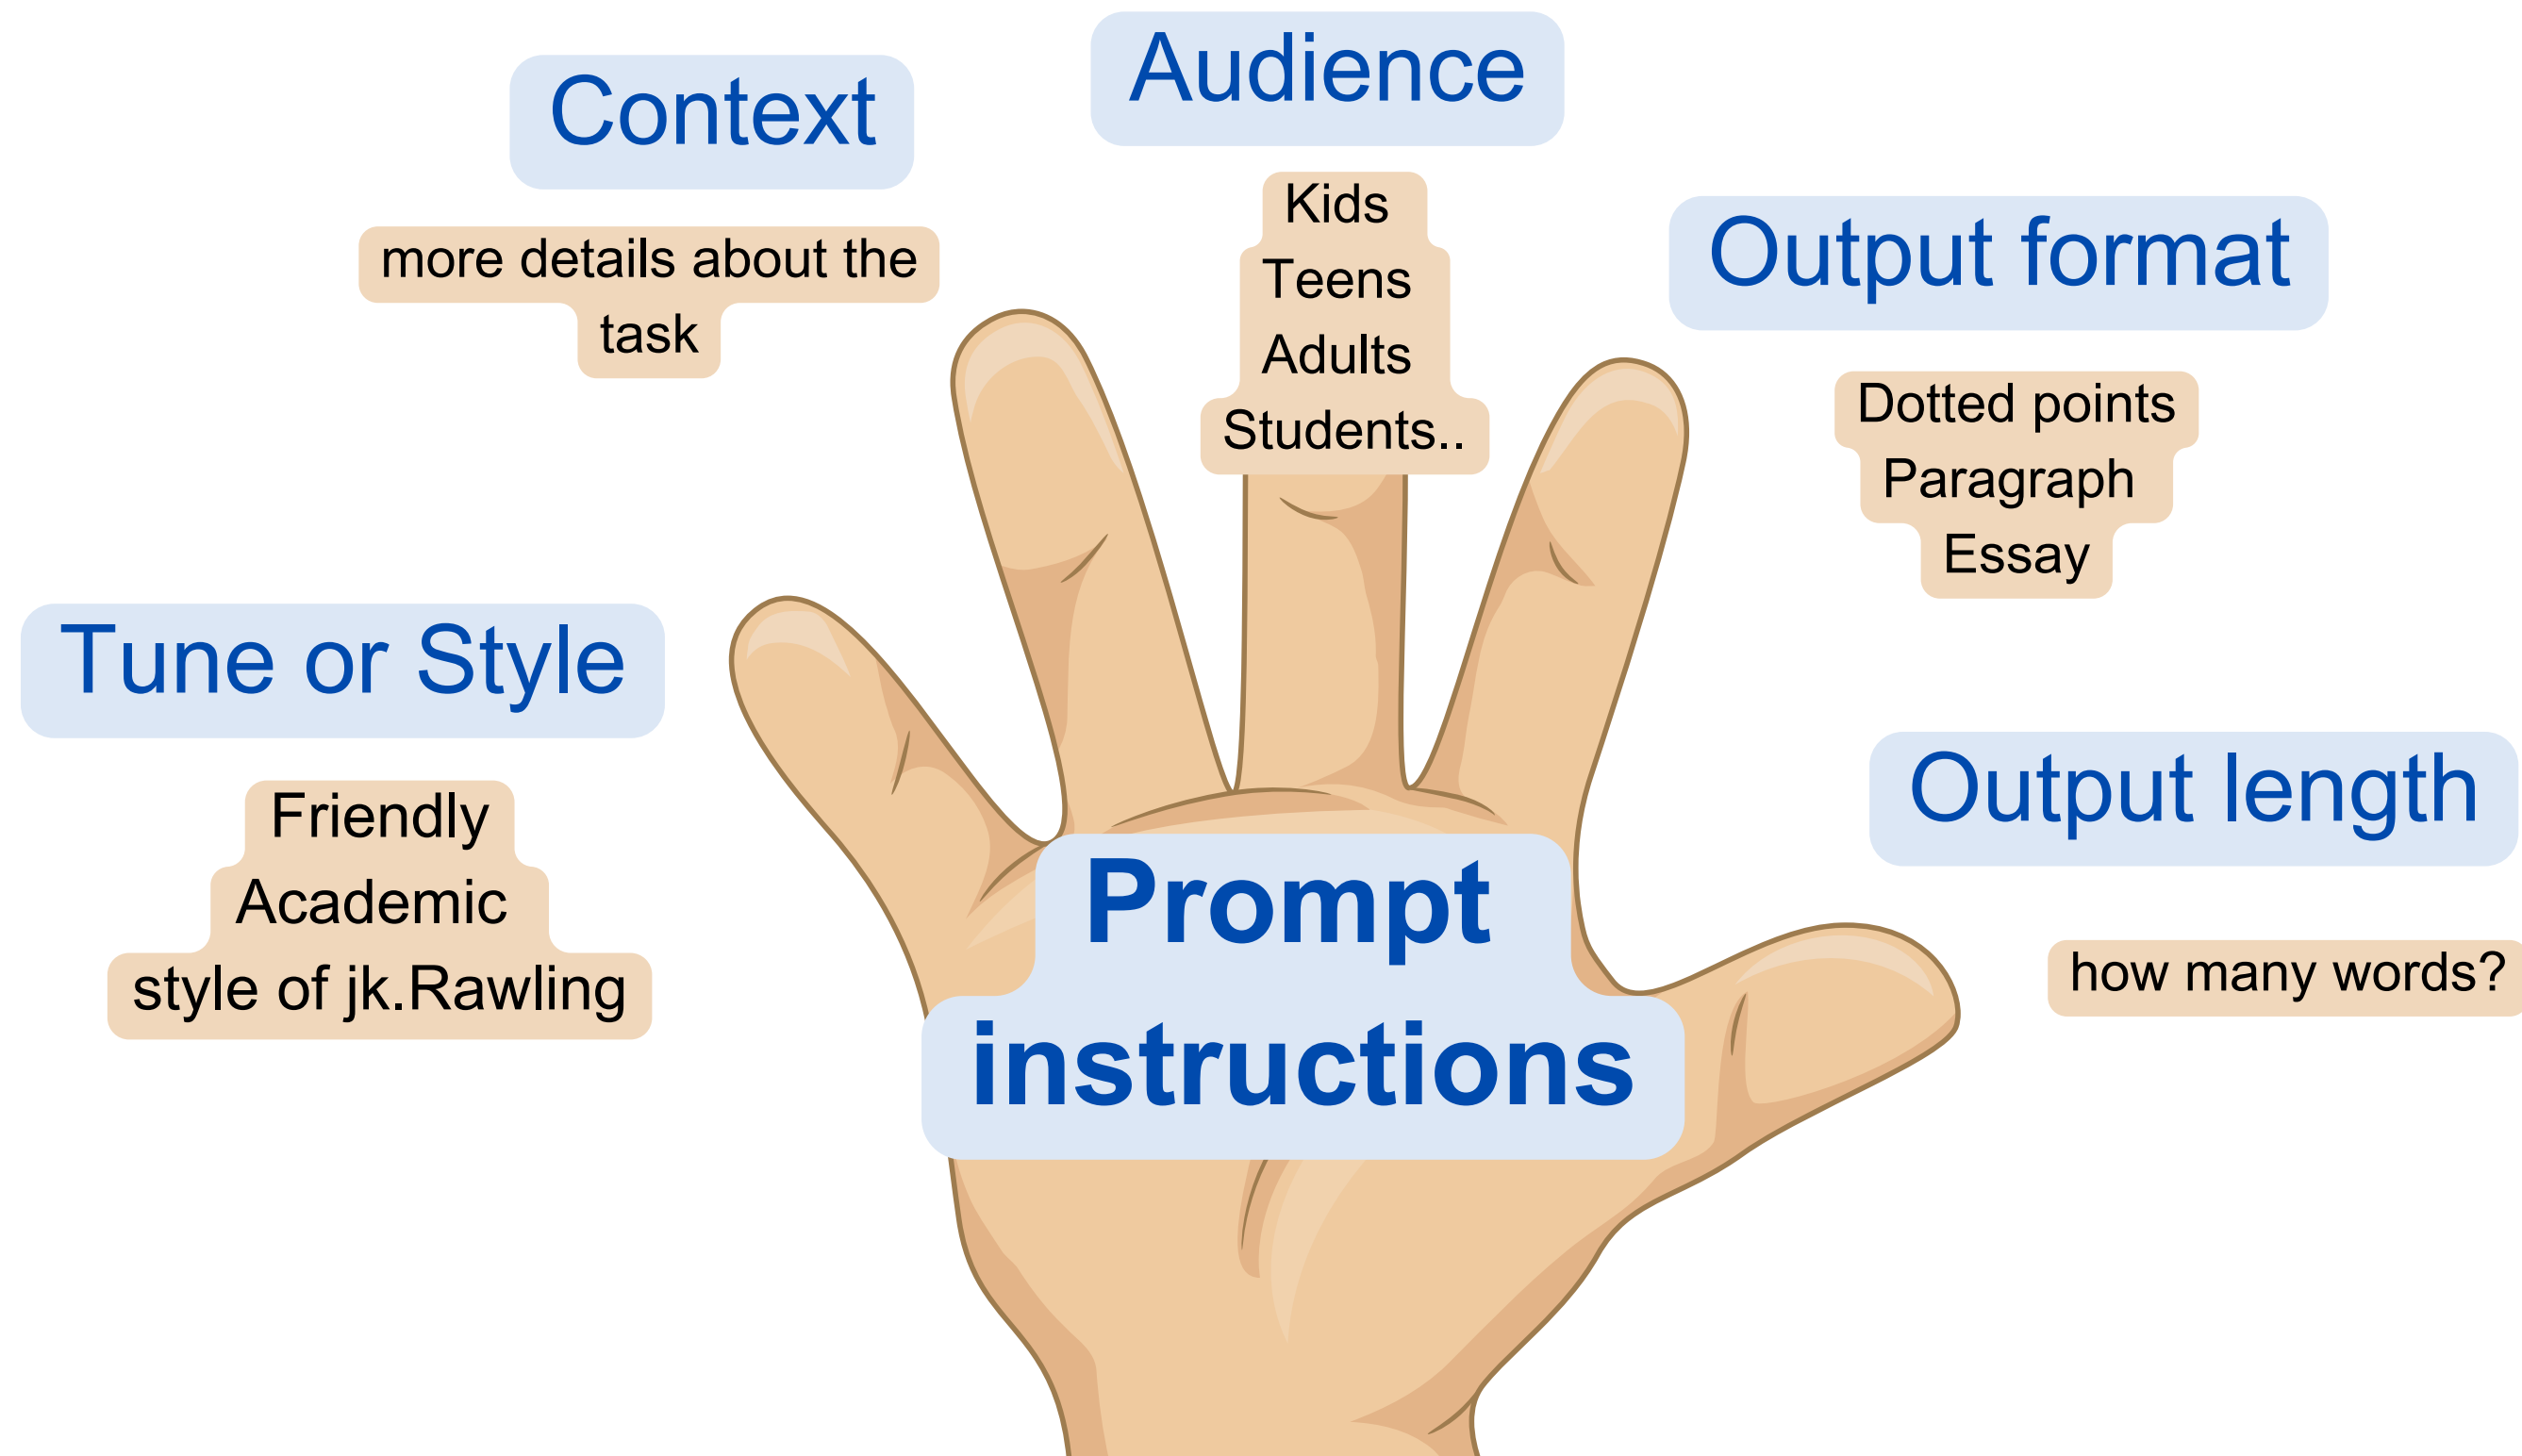 Context
more details about the
task
Audience
Kids
Teens
Adults
Students..
Output format
Dotted points
Paragraph
Essay
Tune or Style
Friendly
Academic
style of jk.Rawling
Output length
how many words?
Prompt
instructions